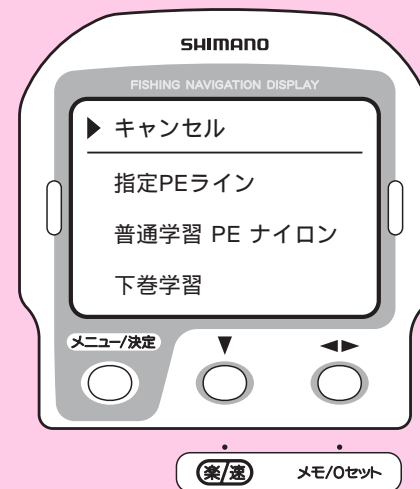 SHIMANO
FISHING NAVIGATION DISPLAY
▶ キャンセル
指定PEライン
普通学習 PE ナイロン
下巻学習
メニュー/決定 ▼ ◀▶
楽/速 メモ/0セット